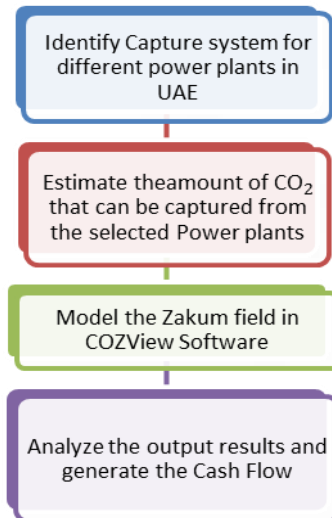 Identify Capture system for
different power plants in
UAE
Estimate theamount of CO₂
that can be captured from
the selected Power plants
Model the Zakum field in
COZView Software
Analyze the output results and
generate the Cash Flow